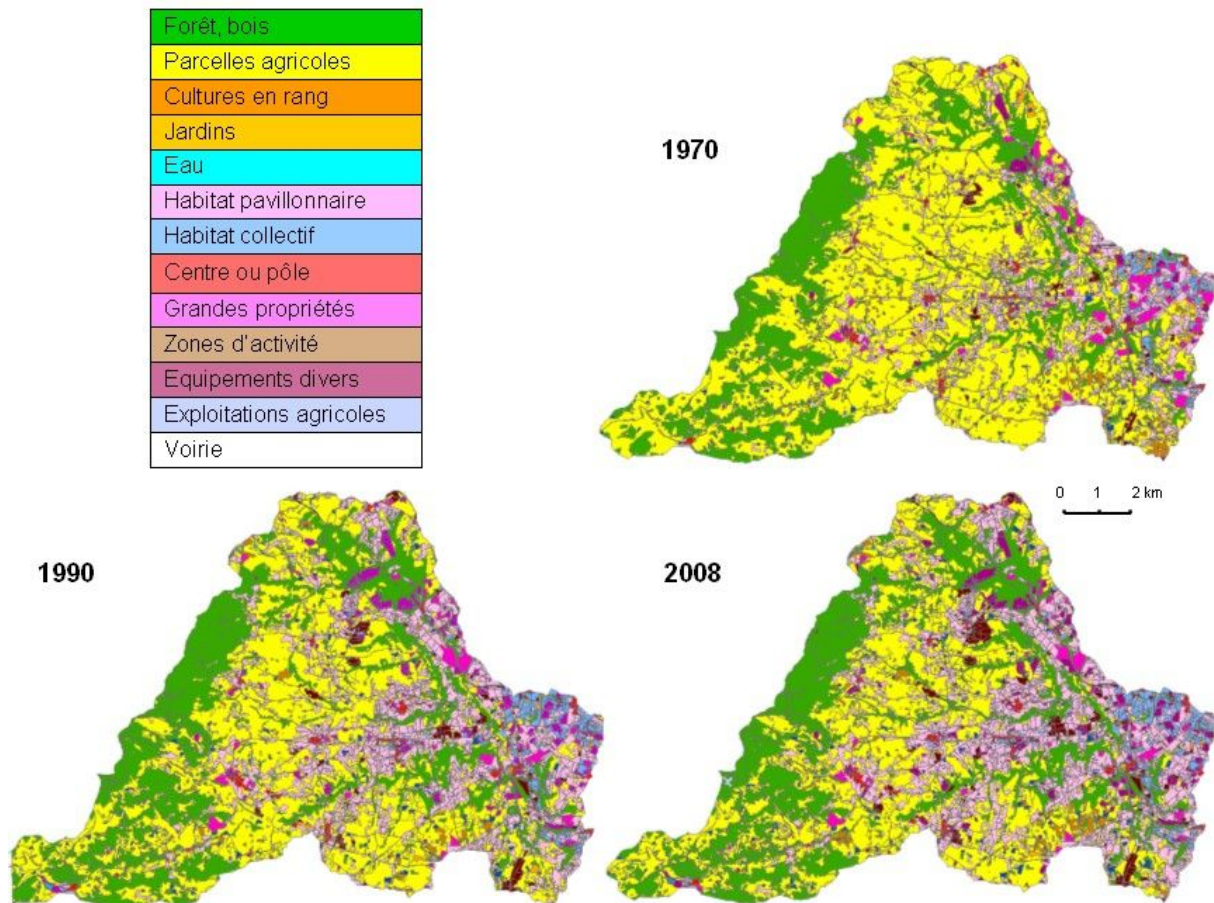 Forêt, bois
Parcelles agricoles
Cultures en rang
Jardins
Eau
Habitat pavillonnaire
Habitat collectif
Centre ou pôle
Grandes propriétés
Zones d'activité
Equipements divers
Exploitations agricoles
Voirie
1970
0 1 2 km
1990
2008